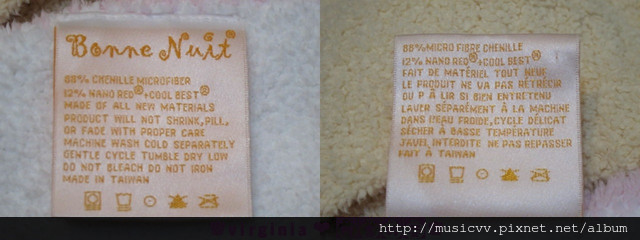 Bonne Nuit®
88% CHENILLE MICROFIBER
12% NANO RED®+COOL BEST®
MADE OF ALL NEW MATERIALS
PRODUCT WILL NOT SHRINK, PILL,
OR FADE WITH PROPER CARE
MACHINE WASH COLD SEPARATELY
GENTLE CYCLE TUMBLE DRY LOW
DO NOT BLEACH DO NOT IRON
MADE IN TAIWAN
88% MICRO FIBRE CHENILLE
12% NANO RED®+COOL BEST®
FAIT DE MATÉRIEL TOUT NEUF
LE PRODUIT NE VA PAS RÉTRÉCIR
OU P A LIR SI BIEN ENTRETENU
LAVER SÉPARÉMENT À LA MACHINE
DANS L'EAU FROIDE, CYCLE DÉLICAT
SÉCHER À BASSE TEMPÉRATURE
JAVEL INTERDITE NE PAS REPASSER
FAIT À TAIWAN
Virginia
http://musicvv.pixnet.net/album